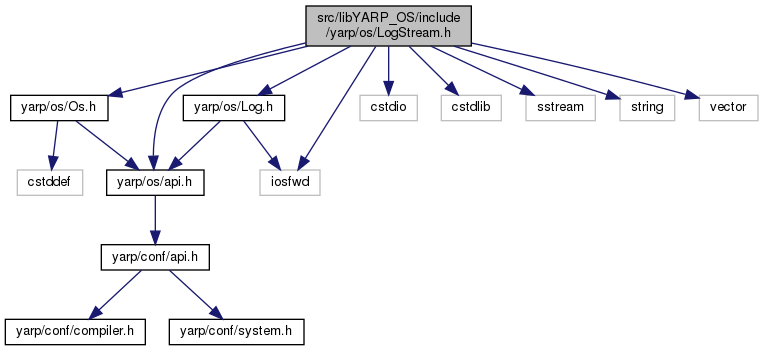 src/libYARP_OS/include
/yarp/os/LogStream.h
yarp/os/Os.h
yarp/os/Log.h
cstdio
cstdlib
sstream
string
vector
cstddef
yarp/os/api.h
iosfwd
yarp/conf/api.h
yarp/conf/compiler.h
yarp/conf/system.h